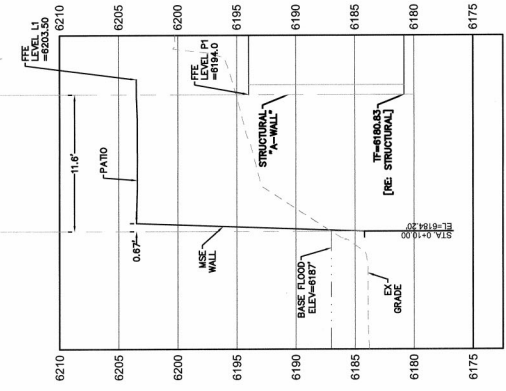 FFE
LEVEL L1
=6203.50
6210
6210
6205
6205
6200
6200
6195
6195
6190
6190
6185
6185
6180
6180
6175
6175
11.6'
PATIO
0.67'
FFE
LEVEL P1
=6194.0
MSE
WALL
STRUCTURAL
"A-WALL"
BASE FLOOD
ELEV=6187'
TF=6180.83
[RE: STRUCTURAL]
EX
GRADE
STA. 0+10.00
EL=6184.20'